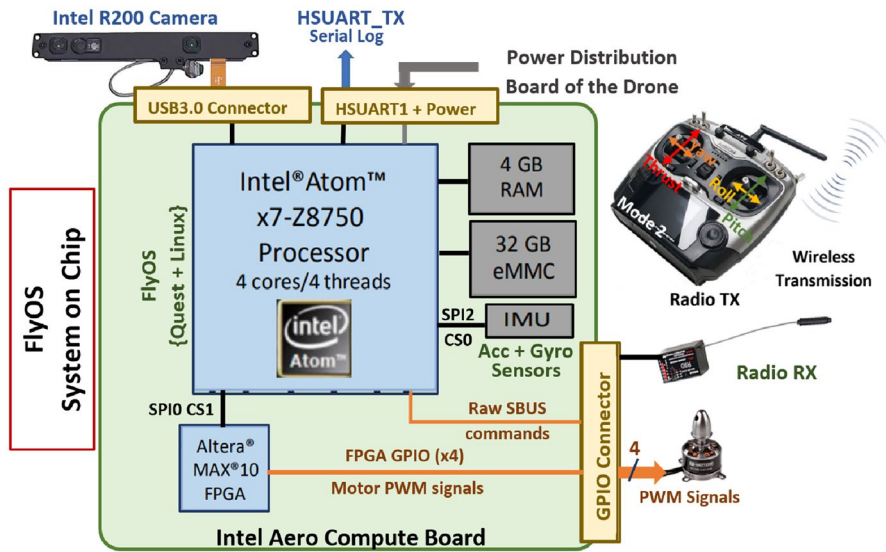 Intel R200 Camera
HSUART_TX
Serial Log
Power Distribution
Board of the Drone
USB3.0 Connector
HSUART1 + Power
FlyOS
System on Chip
FlyOS
{Quest + Linux}
Intel®Atom™
x7-Z8750
Processor
4 cores/4 threads
intel
Atom™
4 GB
RAM
32 GB
eMMC
SPI2
CS0
IMU
Acc + Gyro
Sensors
Thrust
Yaw
Roll
Pitch
Mode 2
Radio TX
Wireless
Transmission
Radio RX
SPI0 CS1
Raw SBUS
commands
Altera®
MAX®10
FPGA
FPGA GPIO (x4)
Motor PWM signals
GPIO Connector
4
PWM Signals
Intel Aero Compute Board